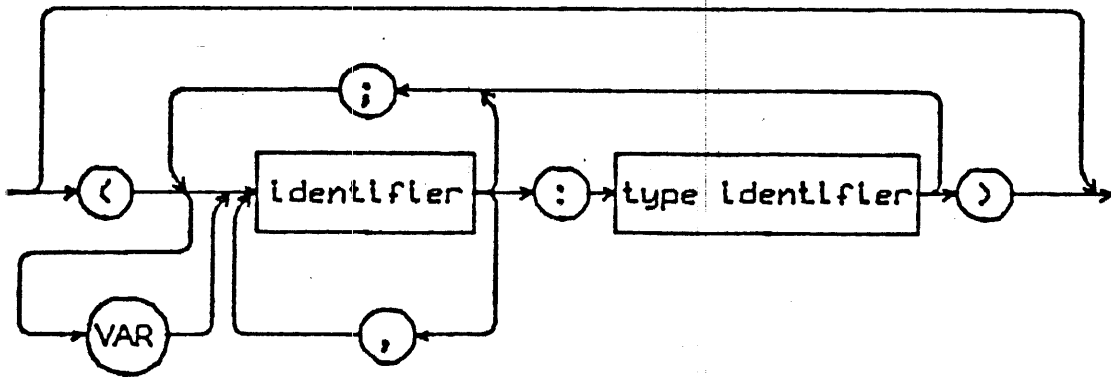 ;
( identifier : type identifier )
VAR ,